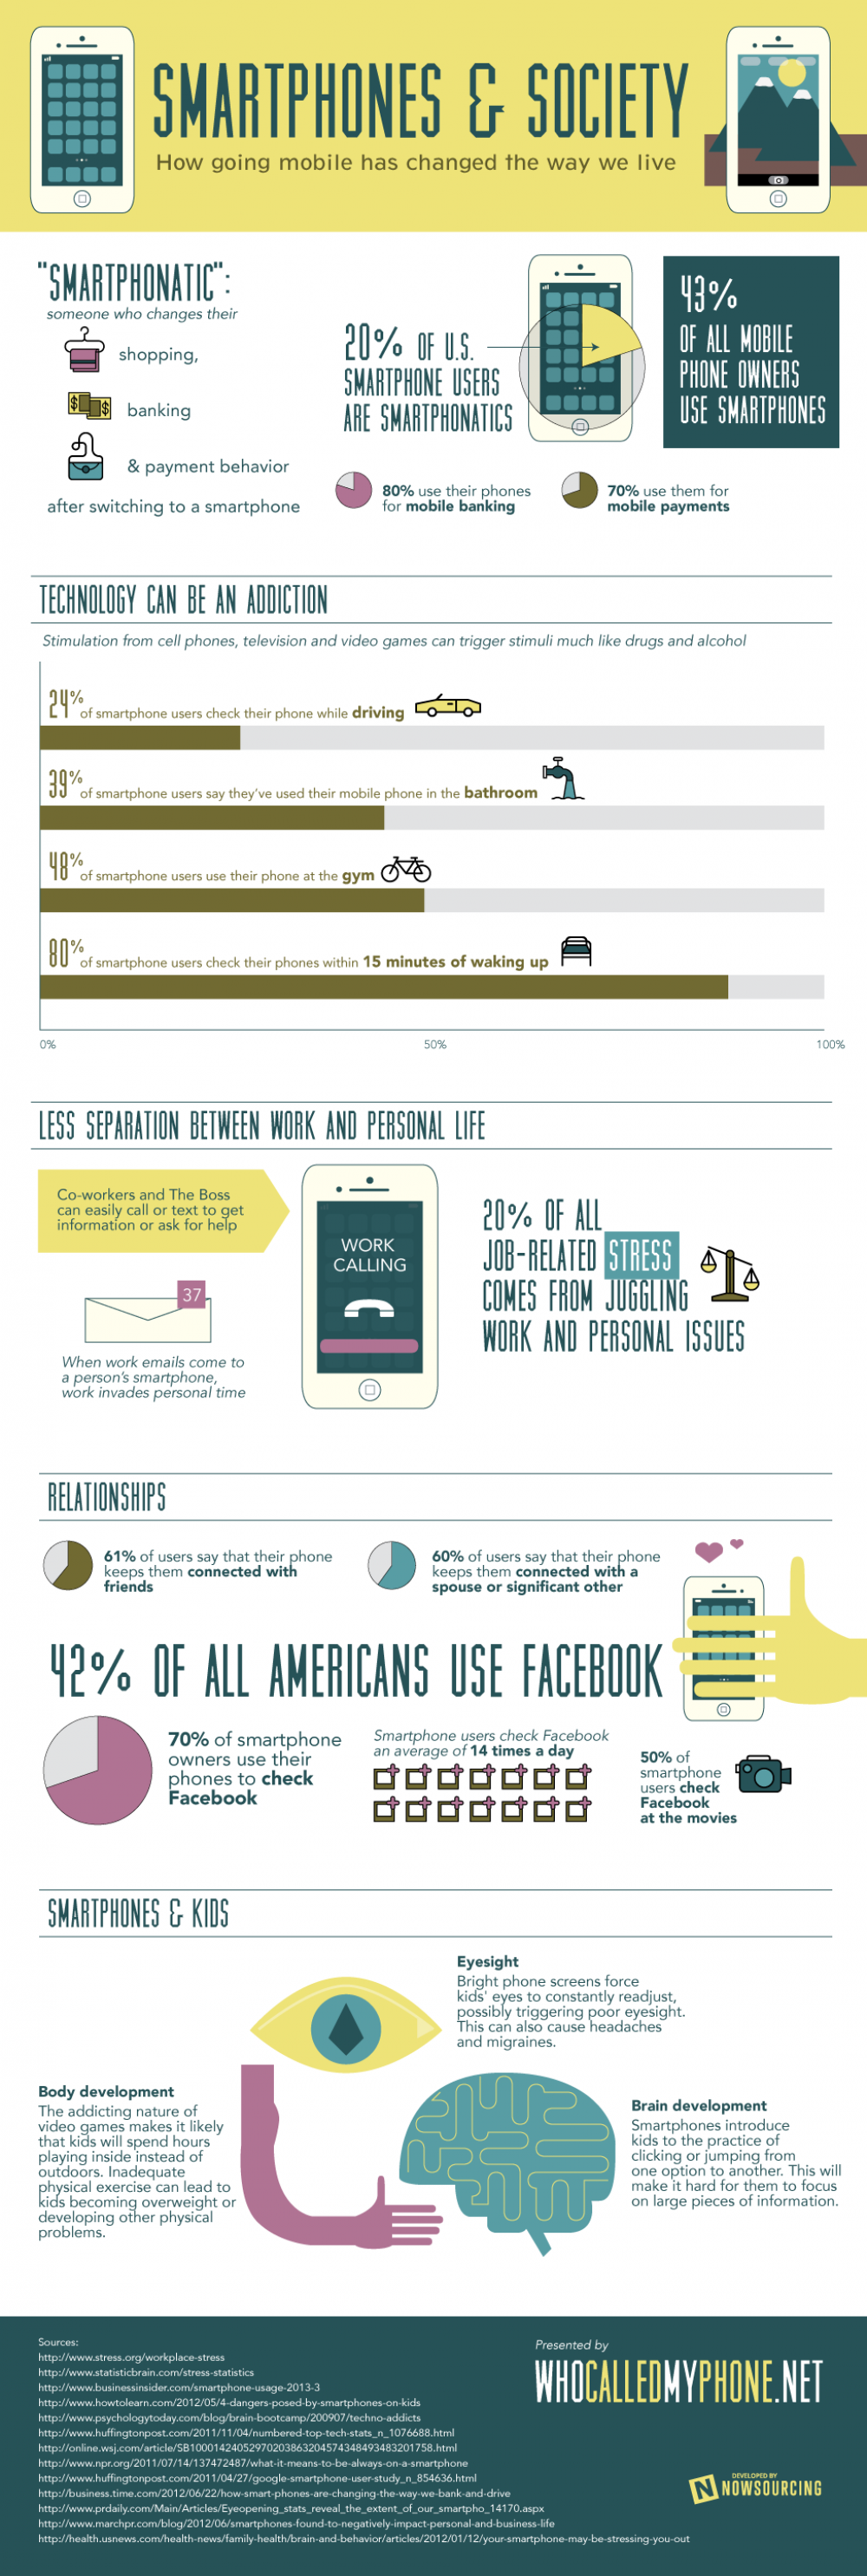 SMARTPHONES & SOCIETY
How going mobile has changed the way we live
"SMARTPHONATIC":
someone who changes their
shopping,
banking
& payment behavior
after switching to a smartphone
20% OF U.S.
SMARTPHONE USERS
ARE SMARTPHONATICS
43%
OF ALL MOBILE
PHONE OWNERS
USE SMARTPHONES
80% use their phones
for mobile banking
70% use them for
mobile payments
TECHNOLOGY CAN BE AN ADDICTION
Stimulation from cell phones, television and video games can trigger stimuli much like drugs and alcohol
24% of smartphone users check their phone while driving
39% of smartphone users say they've used their mobile phone in the bathroom
48% of smartphone users use their phone at the gym
80% of smartphone users check their phones within 15 minutes of waking up
0% 50% 100%
LESS SEPARATION BETWEEN WORK AND PERSONAL LIFE
Co-workers and The Boss
can easily call or text to get
information or ask for help
37
When work emails come to
a person's smartphone,
work invades personal time
WORK
CALLING
20% OF ALL
JOB-RELATED STRESS
COMES FROM JUGGLING
WORK AND PERSONAL ISSUES
RELATIONSHIPS
61% of users say that their phone
keeps them connected with
friends
60% of users say that their phone
keeps them connected with a
spouse or significant other
42% OF ALL AMERICANS USE FACEBOOK
70% of smartphone
owners use their
phones to check
Facebook
Smartphone users check Facebook
an average of 14 times a day
50% of
smartphone
users check
Facebook
at the movies
SMARTPHONES & KIDS
Eyesight
Bright phone screens force
kids' eyes to constantly readjust,
possibly triggering poor eyesight.
This can also cause headaches
and migraines.
Body development
The addicting nature of
video games makes it likely
that kids will spend hours
playing inside instead of
outdoors. Inadequate
physical exercise can lead to
kids becoming overweight or
developing other physical
problems.
Brain development
Smartphones introduce
kids to the practice of
clicking or jumping from
one option to another. This will
make it hard for them to focus
on large pieces of information.
Sources:
http://www.stress.org/workplace-stress
http://www.statisticbrain.com/stress-statistics
http://www.businessinsider.com/smartphone-usage-2013-3
http://www.howtolearn.com/2012/05/4-dangers-posed-by-smartphones-on-kids
http://www.psychologytoday.com/blog/brain-bootcamp/200907/techno-addicts
http://www.huffingtonpost.com/2011/11/04/numbered-top-tech-stats_n_1076688.html
http://online.wsj.com/article/SB10001424052970203863204574348493483201758.html
http://www.npr.org/2011/07/14/137472487/what-it-means-to-be-always-on-a-smartphone
http://www.huffingtonpost.com/2011/04/27/google-smartphone-user-study_n_854636.html
http://business.time.com/2012/06/22/how-smart-phones-are-changing-the-way-we-bank-and-drive
http://www.prdaily.com/Main/Articles/Eyeopening_stats_reveal_the_extent_of_our_smartpho_14170.aspx
http://www.marchpr.com/blog/2012/06/smartphones-found-to-negatively-impact-personal-and-business-life
http://health.usnews.com/health-news/family-health/brain-and-behavior/articles/2012/01/12/your-smartphone-may-be-stressing-you-out
Presented by
WHOCALLEDMYPHONE.NET
DEVELOPED BY
N NOWSOURCING